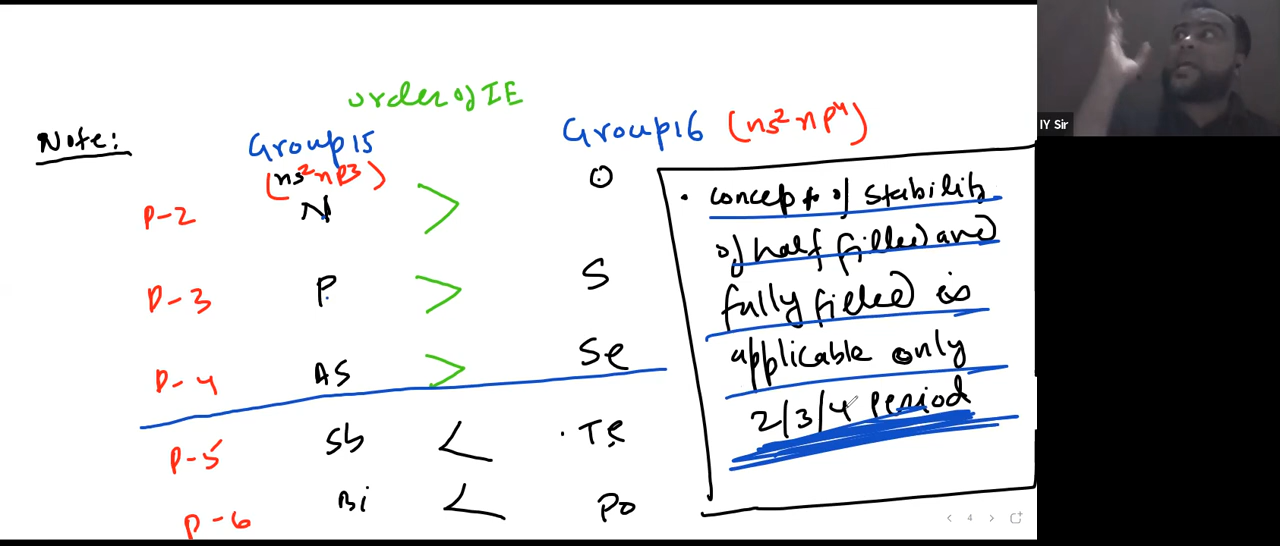 order of IE
Note:
Group 15
Group 16 (ns² np⁴)
(ns² np³)
P-2 N > O
P-3 P > S
P-4 As > Se
P-5 Sb < Te
P-6 Bi < Po
• concept of stability
of half filled and
fully filled is
applicable only
2/3/4 Period
IY Sir
< 4 >